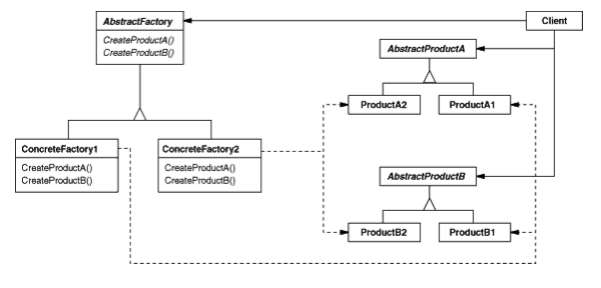 AbstractFactory
CreateProductA()
CreateProductB()
Client
AbstractProductA
ProductA2
ProductA1
ConcreteFactory1
CreateProductA()
CreateProductB()
ConcreteFactory2
CreateProductA()
CreateProductB()
AbstractProductB
ProductB2
ProductB1